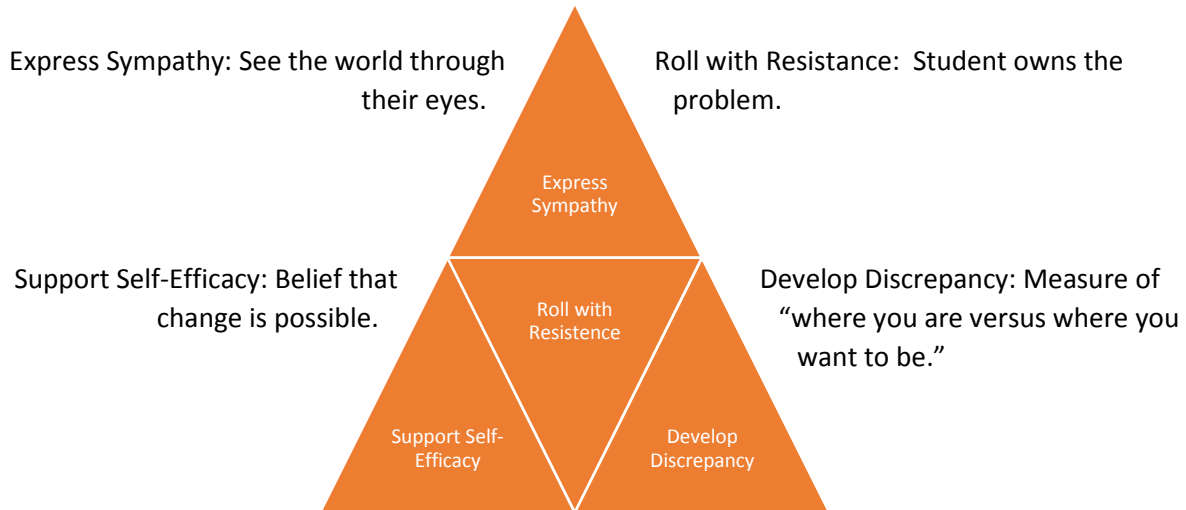 Express Sympathy: See the world through
their eyes.
Roll with Resistance:  Student owns the
problem.
Express
Sympathy
Support Self-Efficacy: Belief that
change is possible.
Roll with
Resistence
Develop Discrepancy: Measure of
“where you are versus where you
want to be.”
Support Self-
Efficacy
Develop
Discrepancy